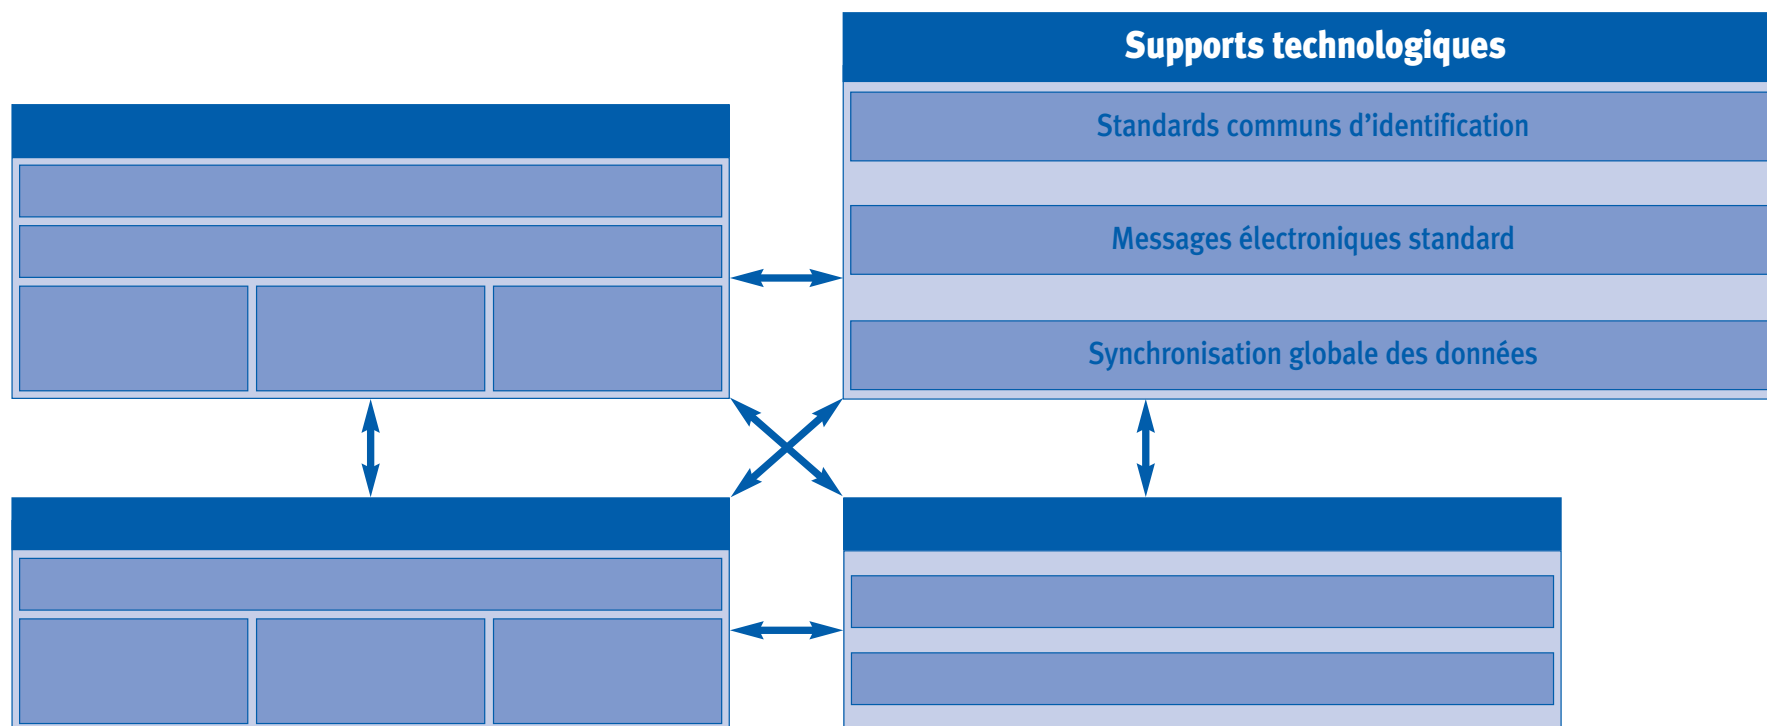 Supports technologiques
Standards communs d’identification
Messages électroniques standard
Synchronisation globale des données